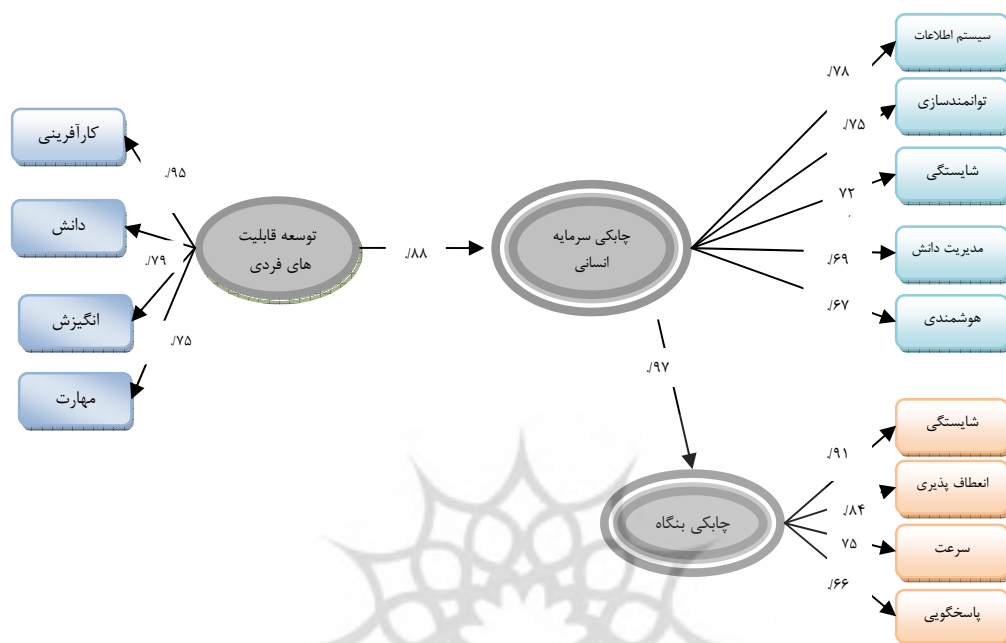 سیستم اطلاعات
./۷۸
توانمندسازی
./۷۵
شایستگی
۷۲
.
مدیریت دانش
./۶۹
هوشمندی
./۶۷
چابکی سرمایه
انسانی
./۸۸
توسعه قابلیت
های فردی
کارآفرینی
./۹۵
دانش
./۷۹
انگیزش
./۷۵
مهارت
./۹۷
چابکی بنگاه
شایستگی
./۹۱
انعطاف پذیری
./۸۴
سرعت
۷۵
پاسخگویی
./۶۶